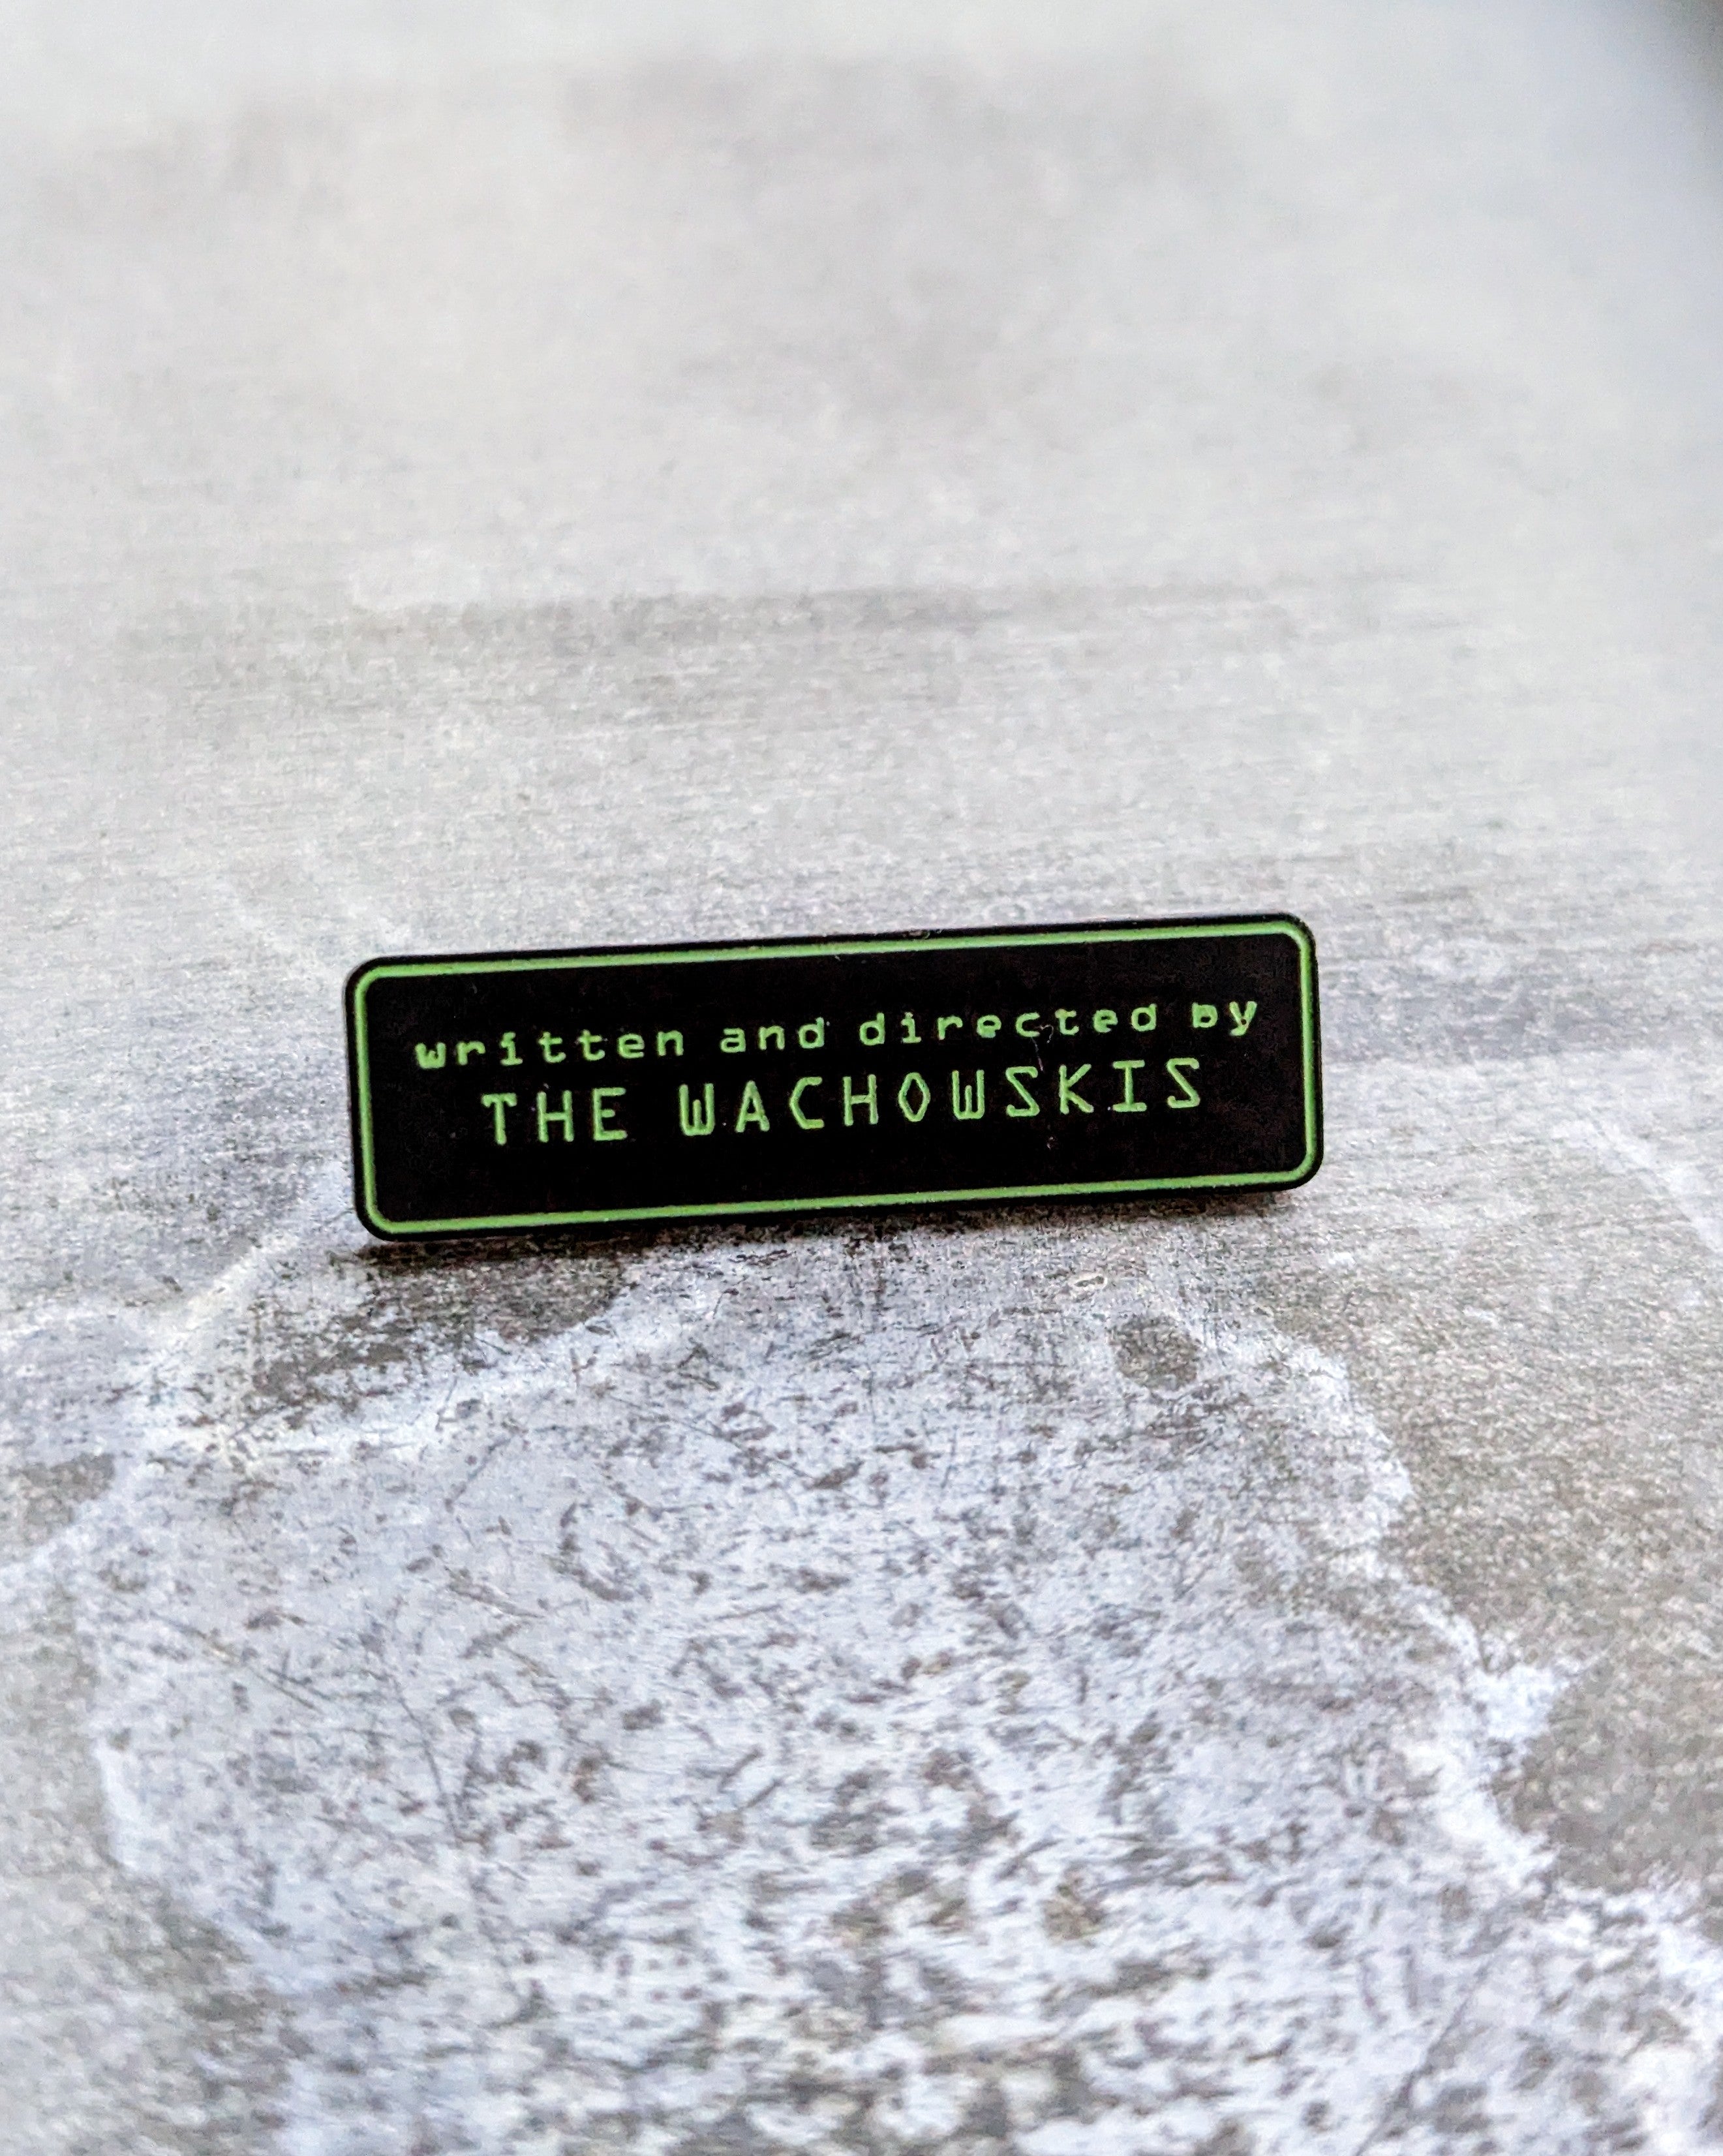 written and directed by
THE WACHOWSKIS